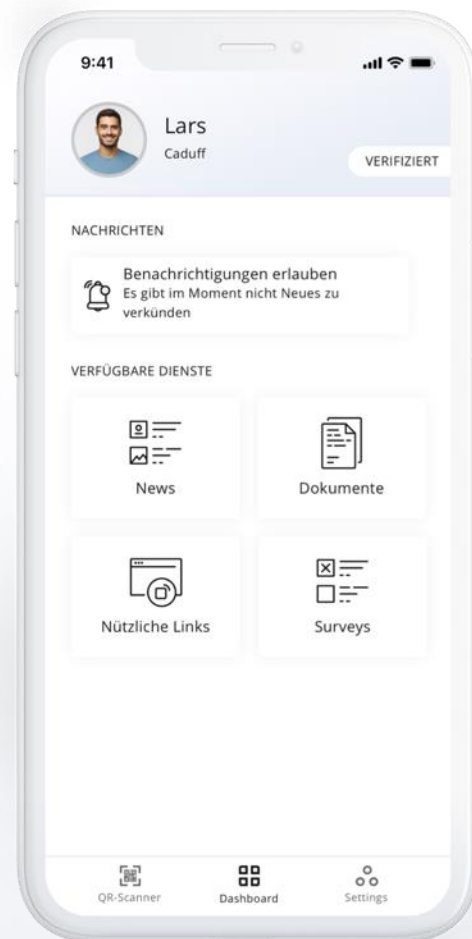 9:41
Lars
Caduff
VERIFIZIERT
NACHRICHTEN
Benachrichtigungen erlauben
Es gibt im Moment nicht Neues zu
verkünden
VERFÜGBARE DIENSTE
News
Dokumente
Nützliche Links
Surveys
QR-Scanner
Dashboard
Settings